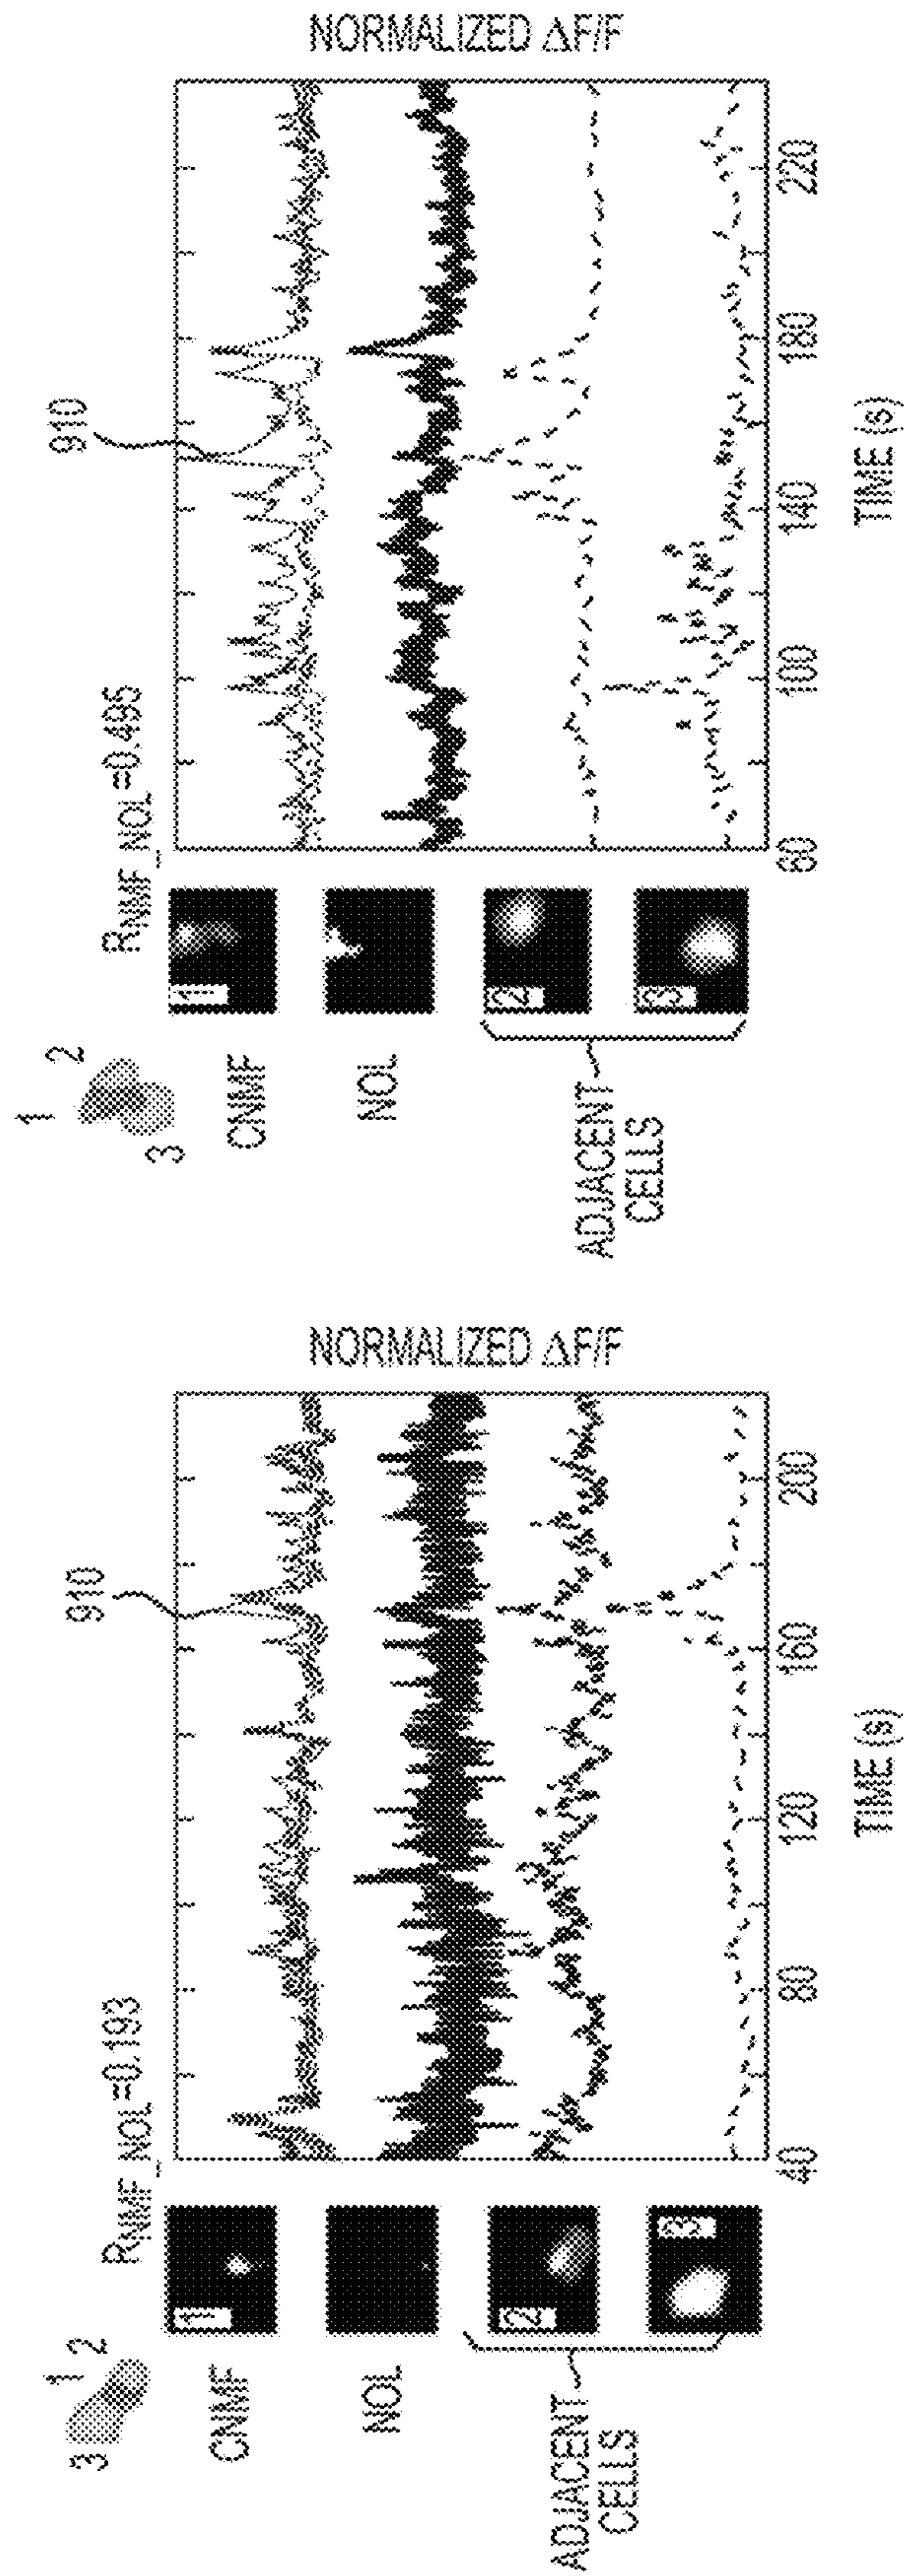 1
2
3
R_NMF_NOL=0.193
910
CNMF
1
NOL
ADJACENT
CELLS
2
3
NORMALIZED ΔF/F
40 80 120 160 200
TIME (s)
1
2
3
R_NMF_NOL=0.495
910
CNMF
1
NOL
ADJACENT
CELLS
2
3
NORMALIZED ΔF/F
60 100 140 180 220
TIME (s)